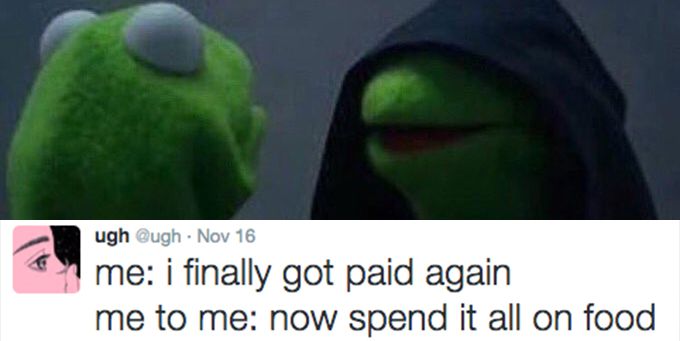 ugh @ugh · Nov 16
me: i finally got paid again
me to me: now spend it all on food